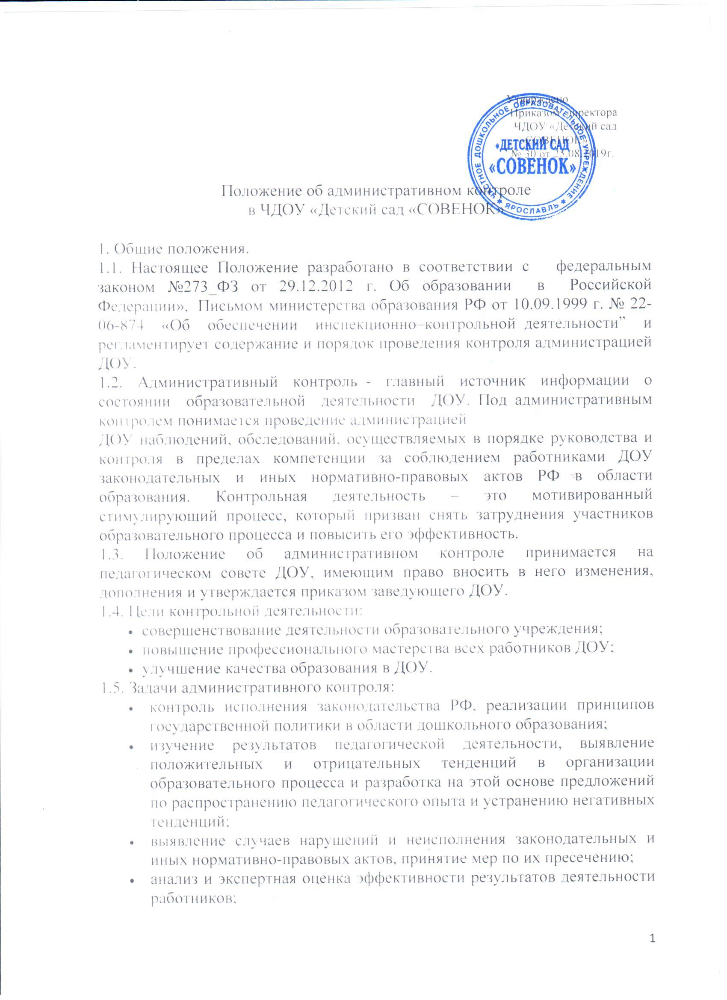 Утверждено
Приказом директора
ЧДОУ «Детский сад
«СОВЕНОК»
№ 30 от 23.08.2019г.
ЧАСТНОЕ ДОШКОЛЬНОЕ ОБРАЗОВАТЕЛЬНОЕ УЧРЕЖДЕНИЕ
* ЯРОСЛАВЛЬ *
«ДЕТСКИЙ САД
«СОВЕНОК»
Положение об административном контроле
в ЧДОУ «Детский сад «СОВЕНОК»
1. Общие положения.
1.1. Настоящее Положение разработано в соответствии с федеральным
законом №273_ФЗ от 29.12.2012 г. Об образовании в Российской
Федерации», Письмом министерства образования РФ от 10.09.1999 г. № 22-
06-874 «Об обеспечении инспекционно–контрольной деятельности” и
регламентирует содержание и порядок проведения контроля администрацией
ДОУ.
1.2. Административный контроль - главный источник информации о
состоянии образовательной деятельности ДОУ. Под административным
контролем понимается проведение администрацией
ДОУ наблюдений, обследований, осуществляемых в порядке руководства и
контроля в пределах компетенции за соблюдением работниками ДОУ
законодательных и иных нормативно-правовых актов РФ в области
образования. Контрольная деятельность – это мотивированный
стимулирующий процесс, который призван снять затруднения участников
образовательного процесса и повысить его эффективность.
1.3. Положение об административном контроле принимается на
педагогическом совете ДОУ, имеющим право вносить в него изменения,
дополнения и утверждается приказом заведующего ДОУ.
1.4. Цели контрольной деятельности:
• совершенствование деятельности образовательного учреждения;
• повышение профессионального мастерства всех работников ДОУ;
• улучшение качества образования в ДОУ.
1.5. Задачи административного контроля:
• контроль исполнения законодательства РФ, реализации принципов
государственной политики в области дошкольного образования;
• изучение результатов педагогической деятельности, выявление
положительных и отрицательных тенденций в организации
образовательного процесса и разработка на этой основе предложений
по распространению педагогического опыта и устранению негативных
тенденций;
• выявление случаев нарушений и неисполнения законодательных и
иных нормативно-правовых актов, принятие мер по их пресечению;
• анализ и экспертная оценка эффективности результатов деятельности
работников;
1